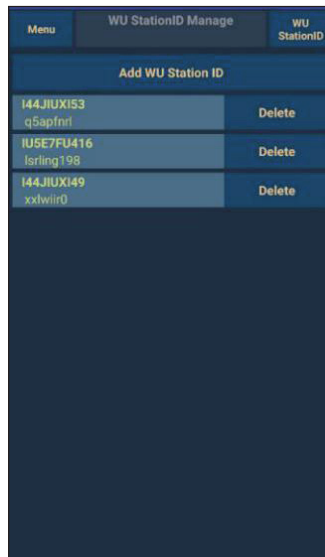 Menu
WU StationID Manage
WU
StationID
Add WU Station ID
I44JIUXI53
q5apfnrl
Delete
IU5E7FU416
lsrling198
Delete
I44JIUXI49
xxlwiir0
Delete